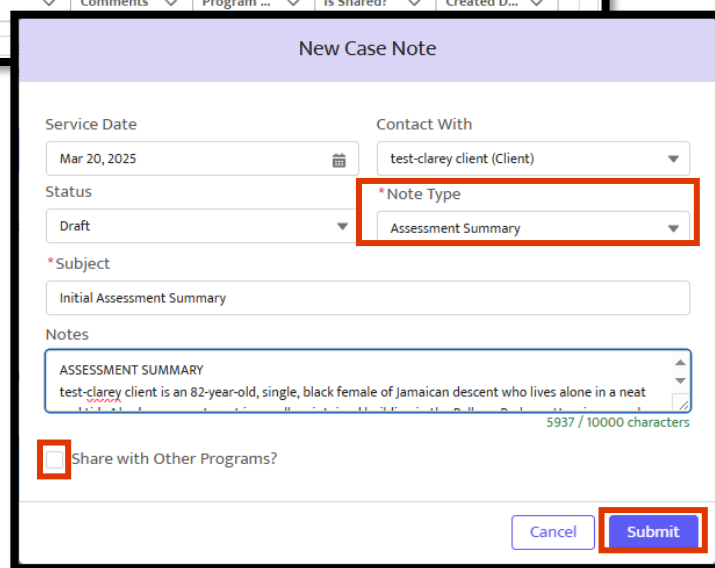 Comments Program ... Is Shared? Created D...
New Case Note
Service Date Contact With
Mar 20, 2025 test-clarey client (Client)
Status *Note Type
Draft Assessment Summary
*Subject
Initial Assessment Summary
Notes
ASSESSMENT SUMMARY
test-clarey client is an 82-year-old, single, black female of Jamaican descent who lives alone in a neat
5937 / 10000 characters
Share with Other Programs?
Cancel Submit